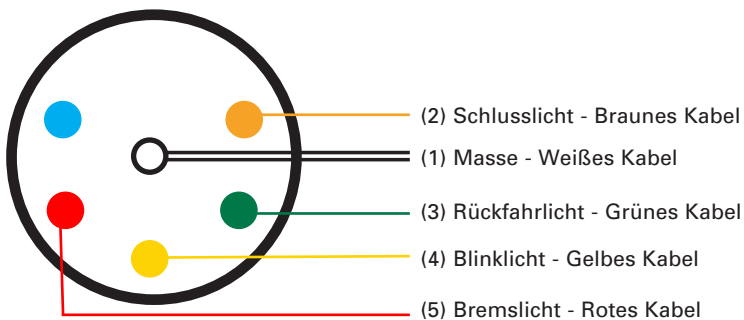 (2) Schlusslicht - Braunes Kabel
(1) Masse - Weißes Kabel
(3) Rückfahrlicht - Grünes Kabel
(4) Blinklicht - Gelbes Kabel
(5) Bremslicht - Rotes Kabel